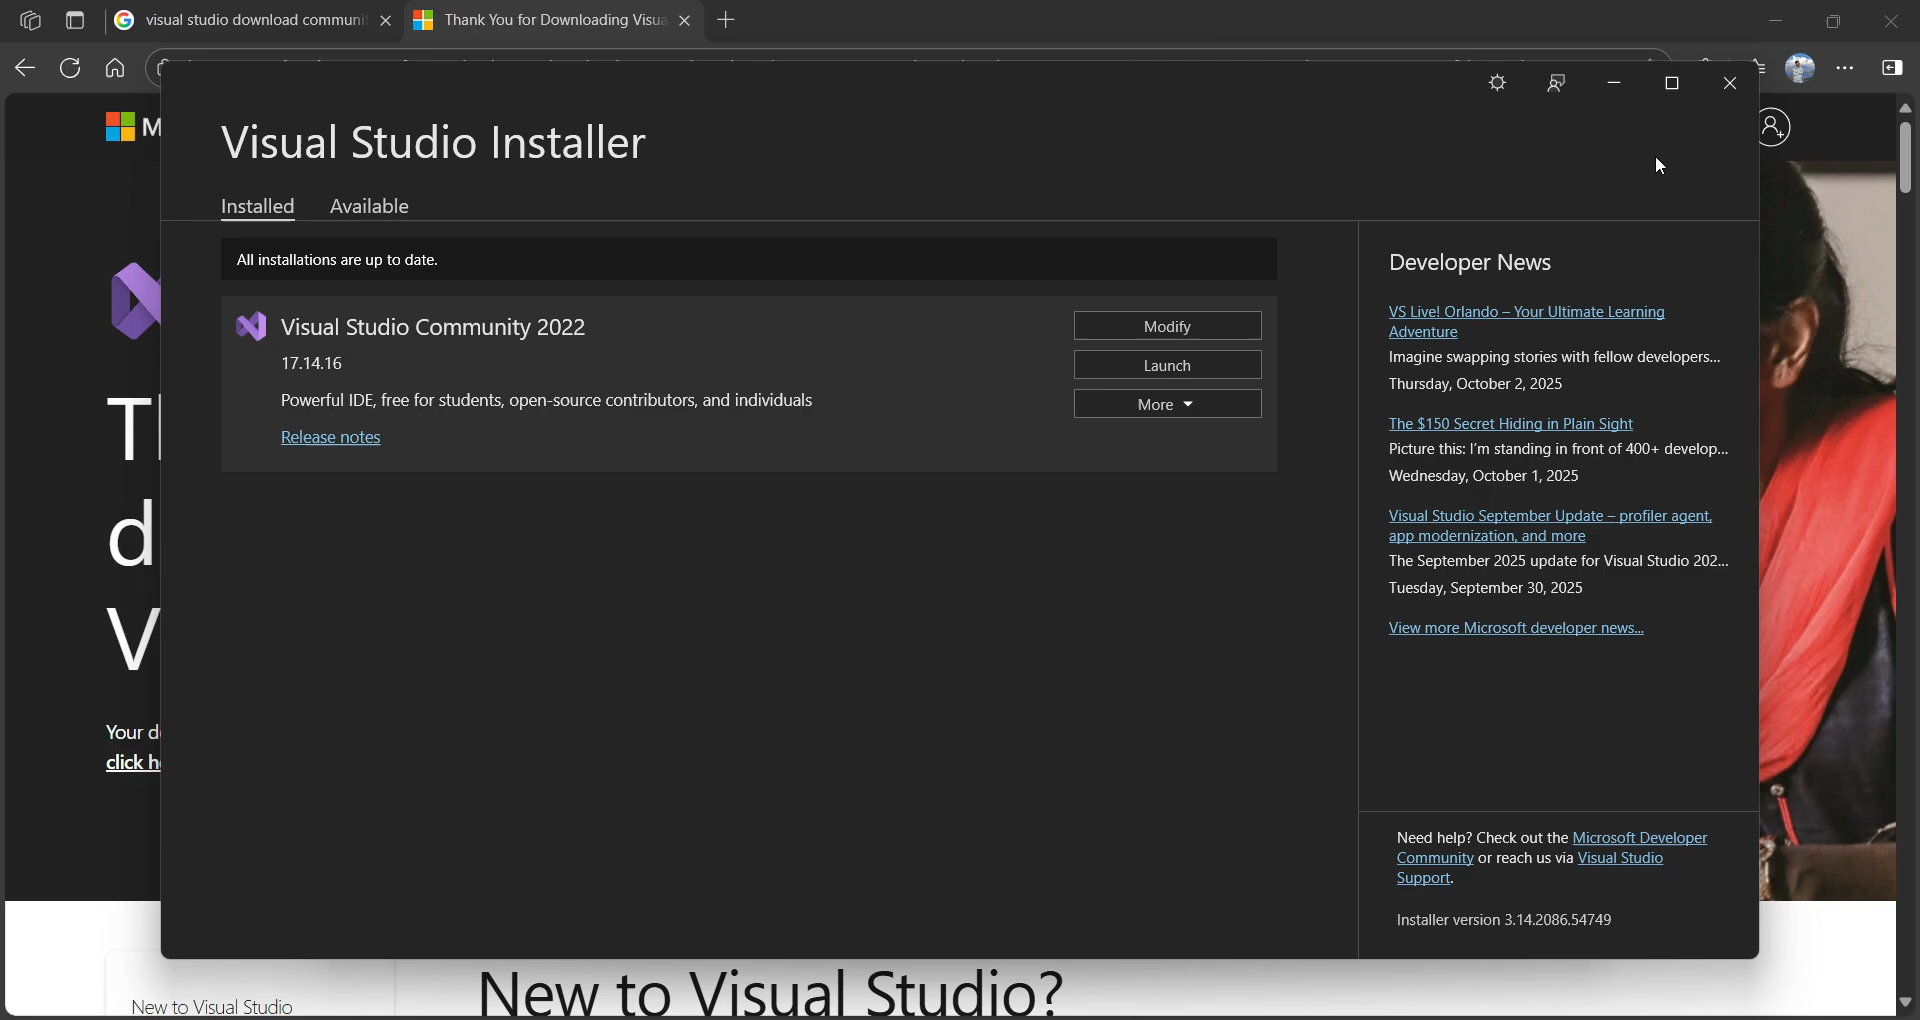 visual studio download communi
Thank You for Downloading Visua
Visual Studio Installer
Installed
Available
All installations are up to date.
Visual Studio Community 2022
17.14.16
Powerful IDE, free for students, open-source contributors, and individuals
Release notes
Modify
Launch
More
Developer News
VS Live! Orlando – Your Ultimate Learning
Adventure
Imagine swapping stories with fellow developers...
Thursday, October 2, 2025
The $150 Secret Hiding in Plain Sight
Picture this: I'm standing in front of 400+ develop...
Wednesday, October 1, 2025
Visual Studio September Update – profiler agent,
app modernization, and more
The September 2025 update for Visual Studio 202...
Tuesday, September 30, 2025
View more Microsoft developer news...
Need help? Check out the Microsoft Developer
Community or reach us via Visual Studio
Support.
Installer version 3.14.2086.54749
M
Th
d
V
Your d
click h
New to Visual Studio
New to Visual Studio?